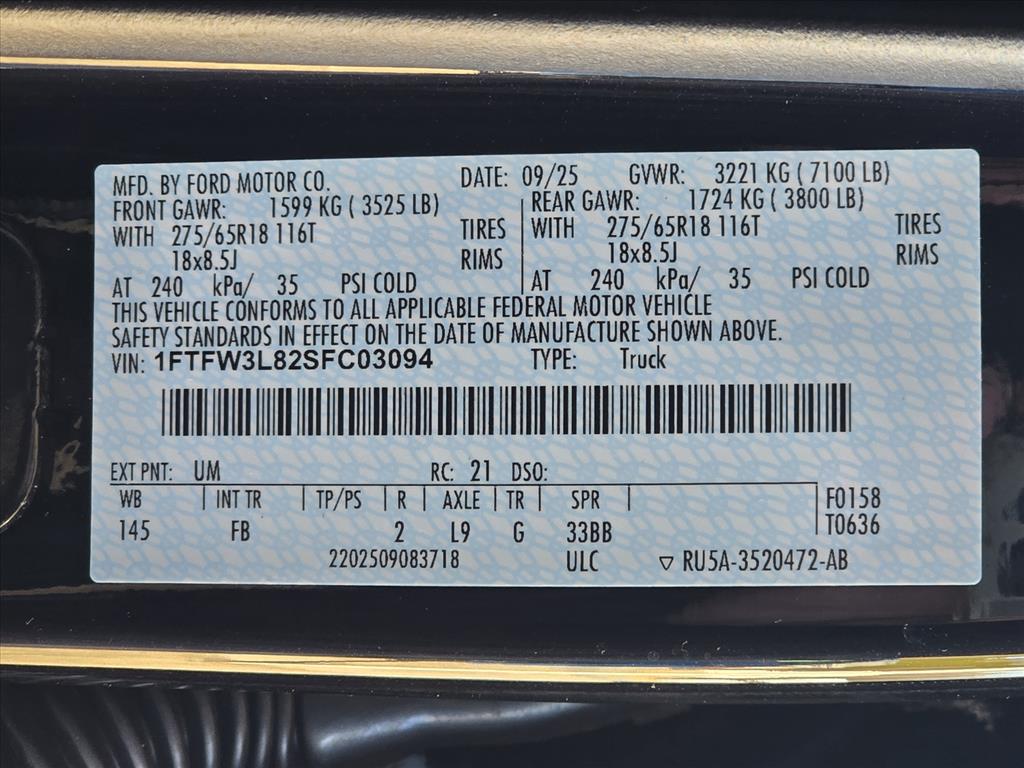 MFD. BY FORD MOTOR CO. DATE: 09/25 GVWR: 3221 KG ( 7100 LB)
FRONT GAWR: 1599 KG ( 3525 LB) REAR GAWR: 1724 KG ( 3800 LB)
WITH 275/65R18 116T TIRES WITH 275/65R18 116T TIRES
18x8.5J RIMS 18x8.5J RIMS
AT 240 kPa/ 35 PSI COLD AT 240 kPa/ 35 PSI COLD
THIS VEHICLE CONFORMS TO ALL APPLICABLE FEDERAL MOTOR VEHICLE
SAFETY STANDARDS IN EFFECT ON THE DATE OF MANUFACTURE SHOWN ABOVE.
VIN: 1FTFW3L82SFC03094 TYPE: Truck
EXT PNT: UM RC: 21 DSO:
WB INT TR TP/PS R AXLE TR SPR F0158
145 FB 2 L9 G 33BB T0636
2202509083718 ULC ▽ RU5A-3520472-AB